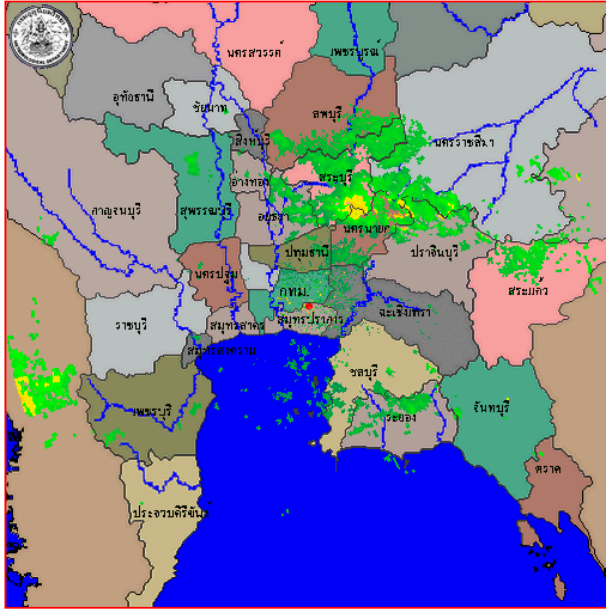 นครสวรรค์
เพชรบูรณ์
อุทัยธานี
ชัยนาท
ลพบุรี
สิงห์บุรี
นครราชสีมา
สระบุรี
อ่างทอง
กาญจนบุรี
สุพรรณบุรี
อยุธยา
นครนายก
ปทุมธานี
ปราจีนบุรี
นครปฐม
กทม.
สระแก้ว
ราชบุรี
สมุทรสาคร
สมุทรปราการ
ฉะเชิงเทรา
สมุทรสงคราม
ชลบุรี
เพชรบุรี
ระยอง
จันทบุรี
ตราด
ประจวบคีรีขันธ์